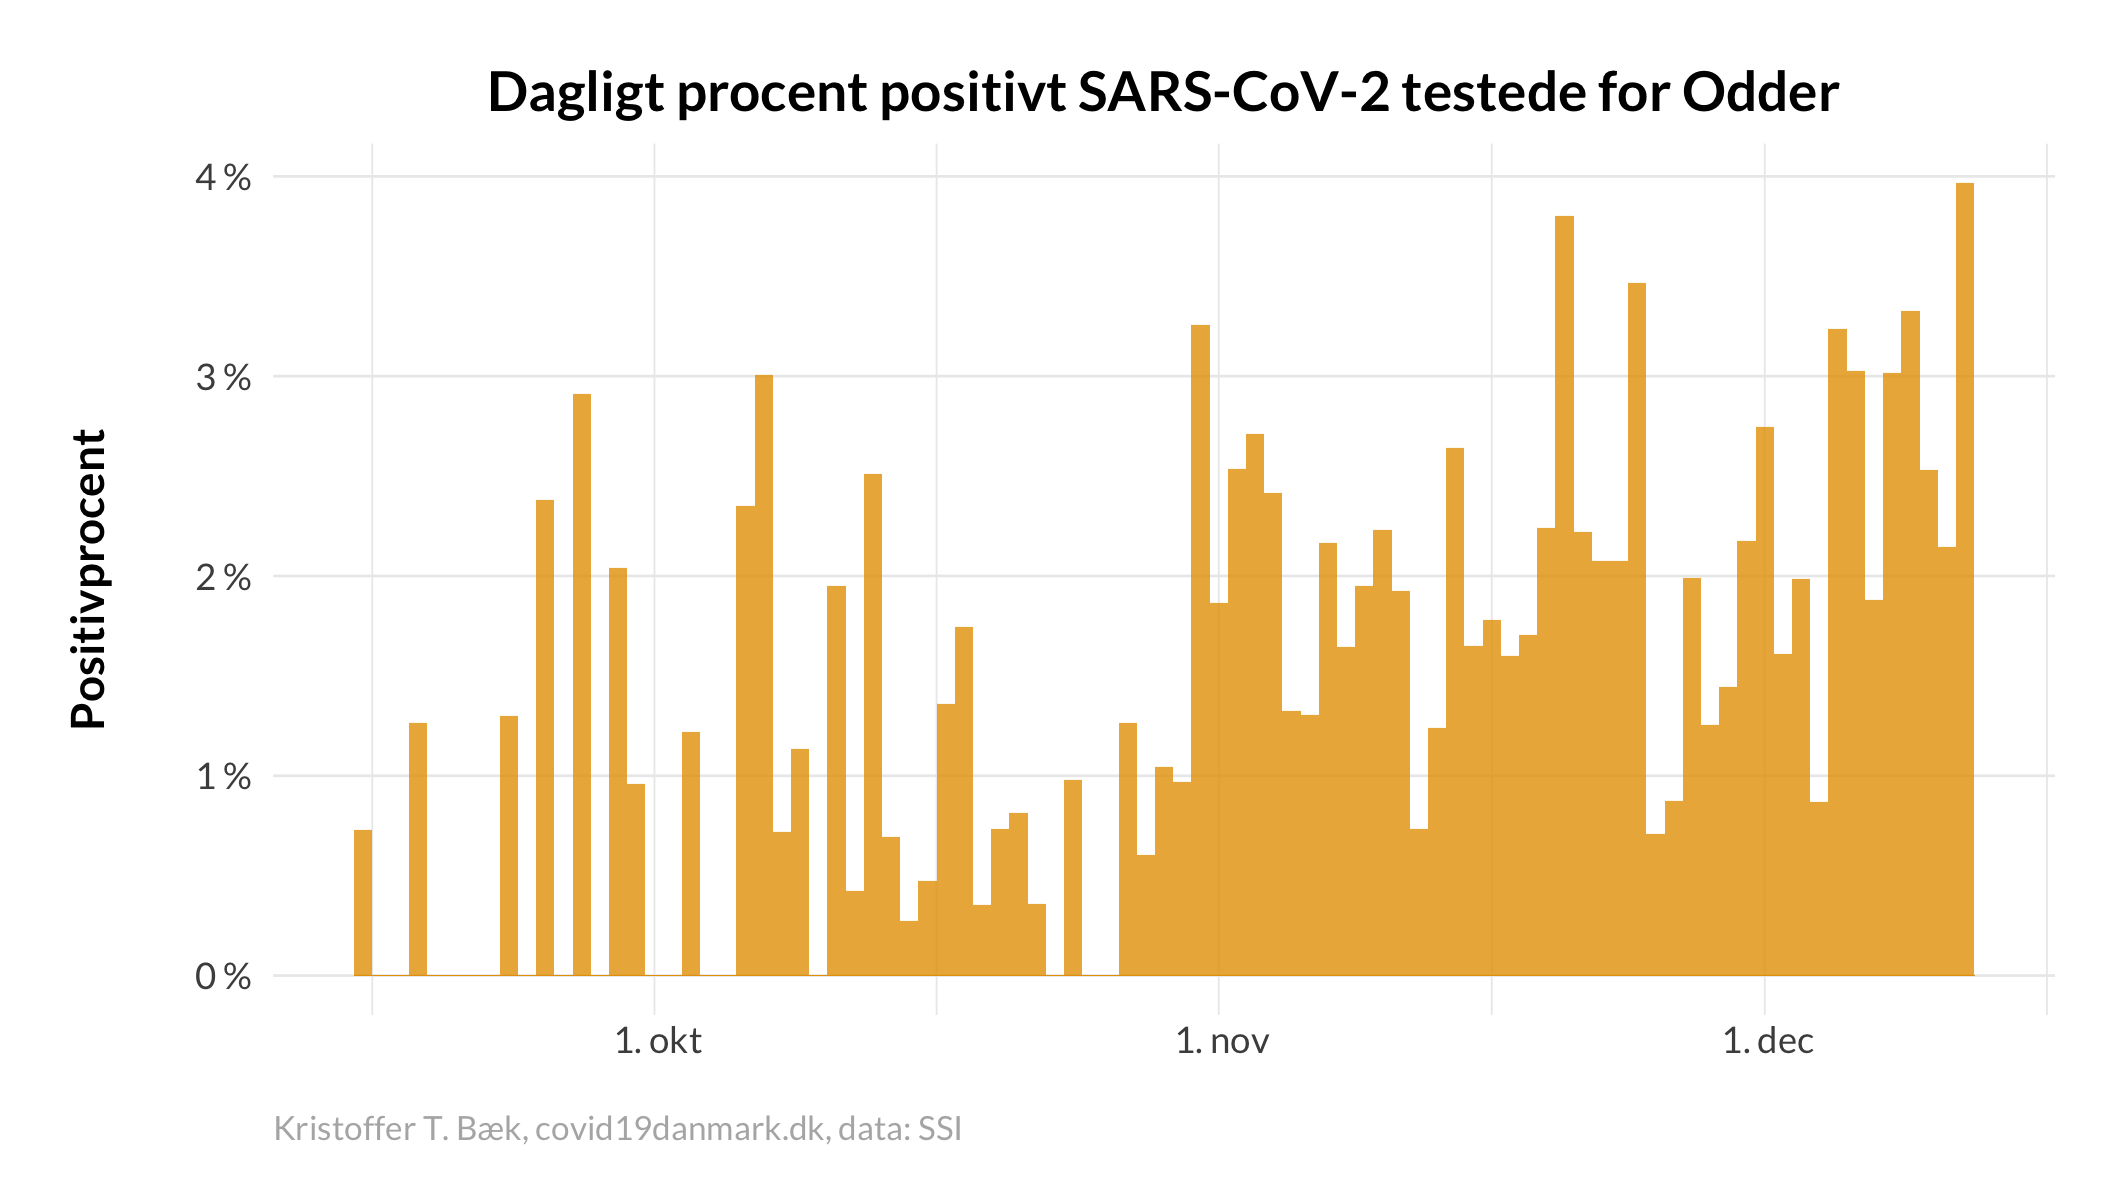 Dagligt procent positivt SARS-CoV-2 testede for Odder
Positivprocent
4 %
3 %
2 %
1 %
0 %
1. okt
1. nov
1. dec
Kristoffer T. Bæk, covid19danmark.dk, data: SSI